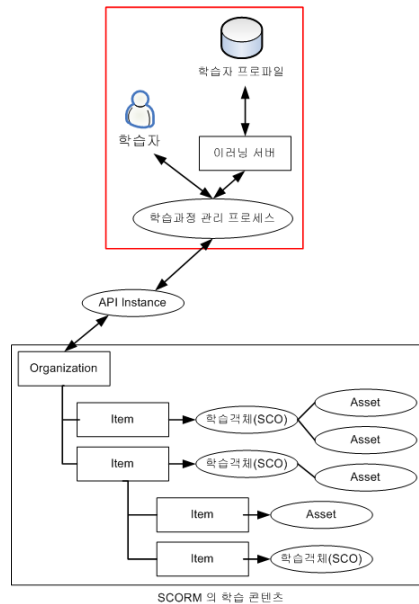 학습자 프로파일
학습자
이러닝 서버
학습과정 관리 프로세스
API Instance
Organization
Item
학습객체(SCO)
Asset
Asset
Item
학습객체(SCO)
Asset
Item
Asset
Item
학습객체(SCO)
SCORM 의 학습 콘텐츠